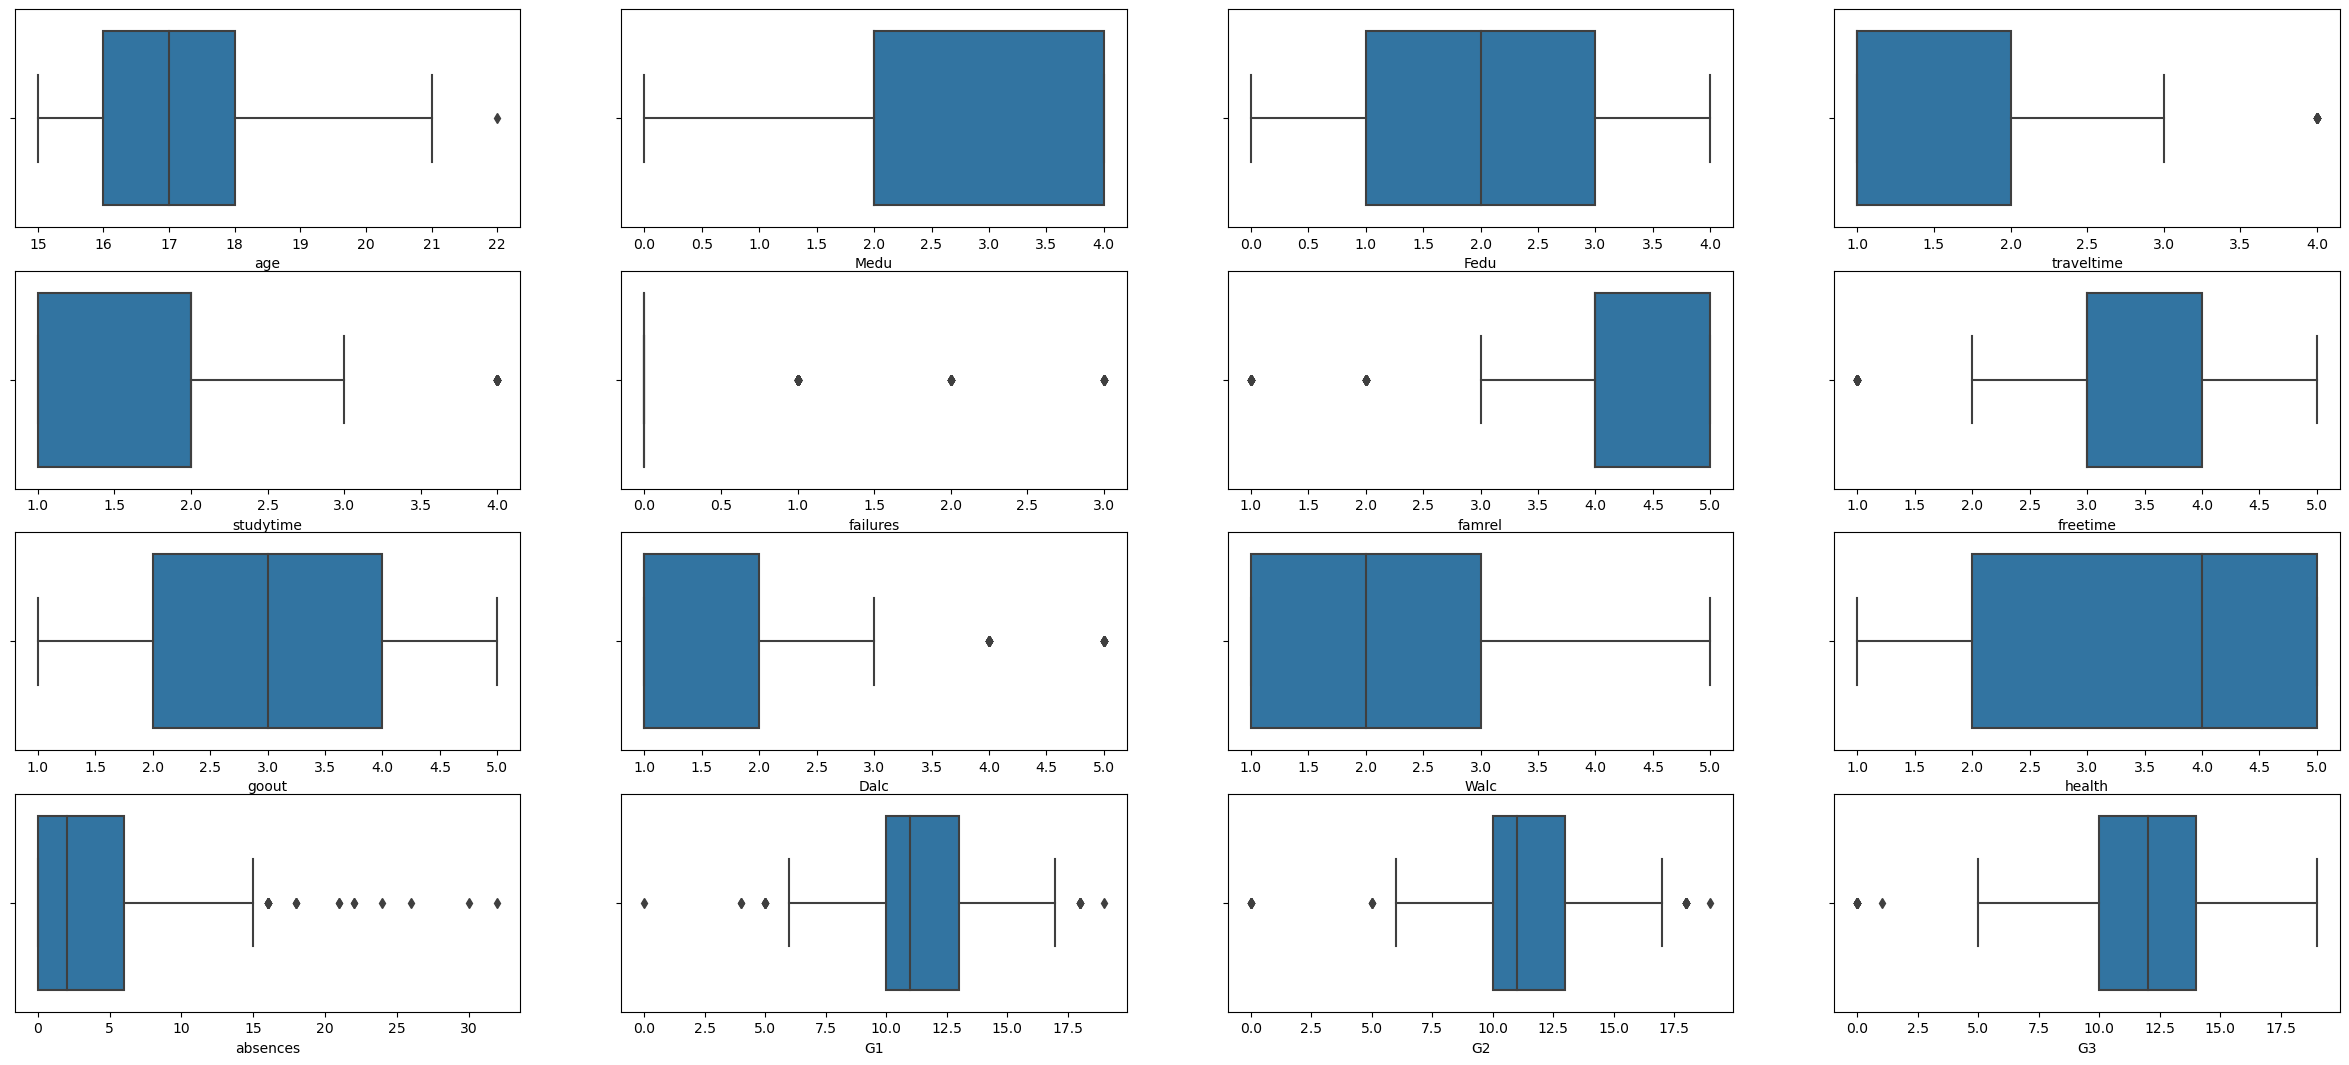 15 16 17 18 19 20 21 22
age
0.0 0.5 1.0 1.5 2.0 2.5 3.0 3.5 4.0
Medu
0.0 0.5 1.0 1.5 2.0 2.5 3.0 3.5 4.0
Fedu
1.0 1.5 2.0 2.5 3.0 3.5 4.0
traveltime
1.0 1.5 2.0 2.5 3.0 3.5 4.0
studytime
0.0 0.5 1.0 1.5 2.0 2.5 3.0
failures
1.0 1.5 2.0 2.5 3.0 3.5 4.0 4.5 5.0
famrel
1.0 1.5 2.0 2.5 3.0 3.5 4.0 4.5 5.0
freetime
1.0 1.5 2.0 2.5 3.0 3.5 4.0 4.5 5.0
goout
1.0 1.5 2.0 2.5 3.0 3.5 4.0 4.5 5.0
Dalc
1.0 1.5 2.0 2.5 3.0 3.5 4.0 4.5 5.0
Walc
1.0 1.5 2.0 2.5 3.0 3.5 4.0 4.5 5.0
health
0 5 10 15 20 25 30
absences
0.0 2.5 5.0 7.5 10.0 12.5 15.0 17.5
G1
0.0 2.5 5.0 7.5 10.0 12.5 15.0 17.5
G2
0.0 2.5 5.0 7.5 10.0 12.5 15.0 17.5
G3